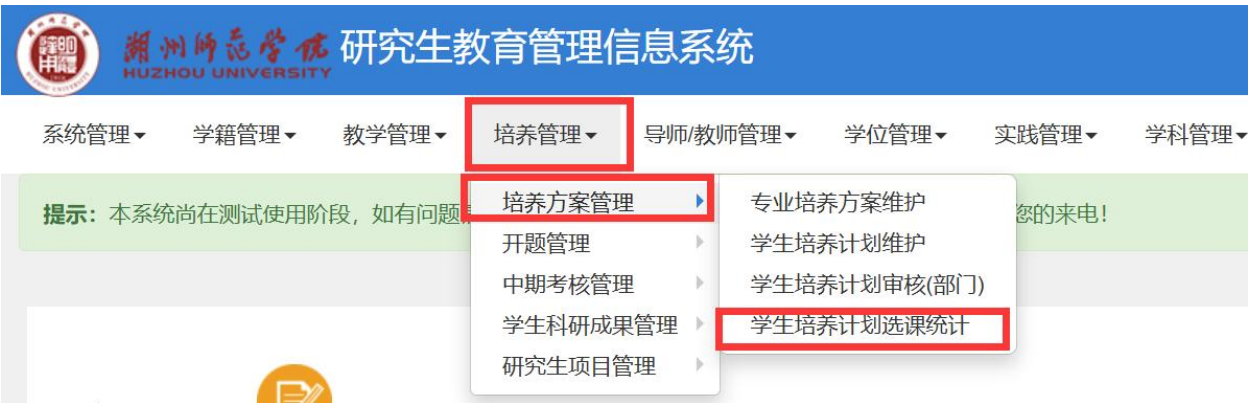 湖州师范学院 研究生教育管理信息系统
HUZHOU UNIVERSITY
系统管理 学籍管理 教学管理 培养管理 导师/教师管理 学位管理 实践管理 学科管理
提示：本系统尚在测试使用阶段，如有问题 您的来电！
培养方案管理 专业培养方案维护
开题管理 学生培养计划维护
中期考核管理 学生培养计划审核(部门)
学生科研成果管理 学生培养计划选课统计
研究生项目管理